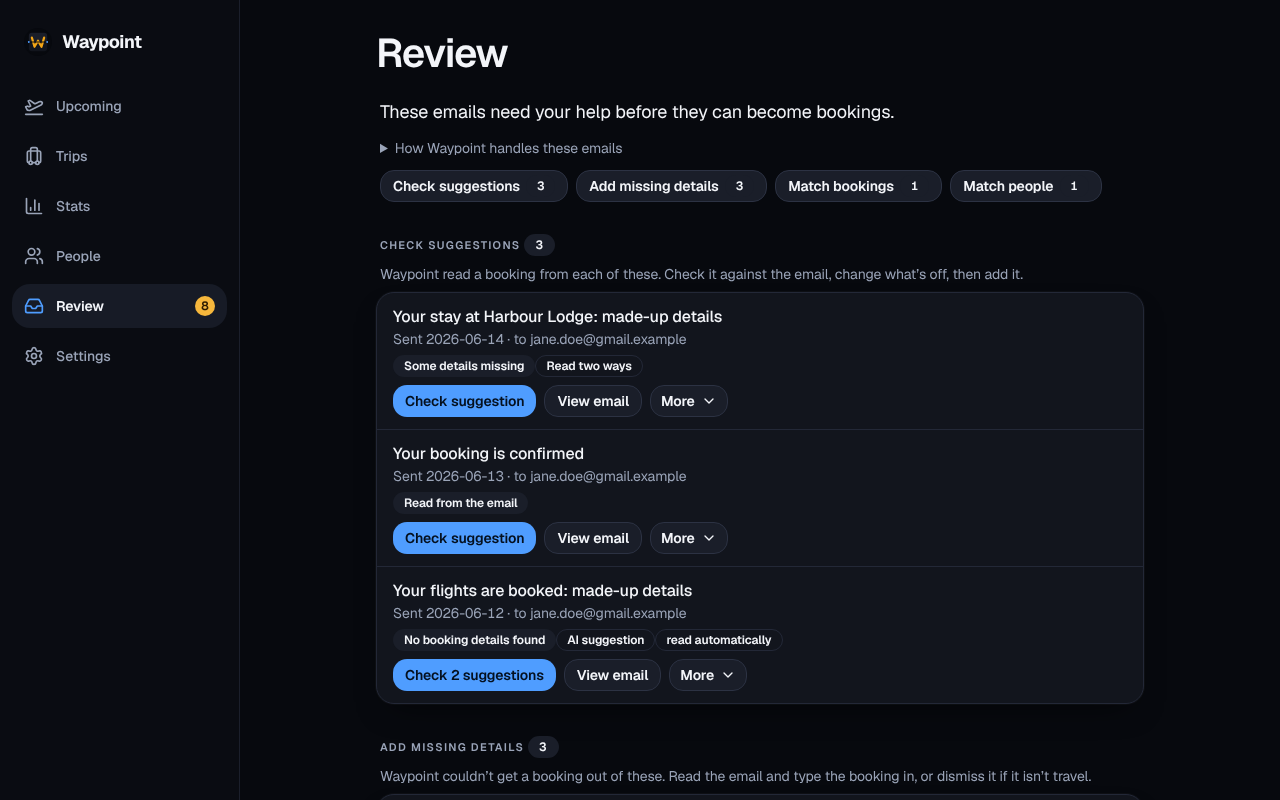 Waypoint
Upcoming
Trips
Stats
People
Review 8
Settings
Review
These emails need your help before they can become bookings.
How Waypoint handles these emails
Check suggestions 3 Add missing details 3 Match bookings 1 Match people 1
CHECK SUGGESTIONS 3
Waypoint read a booking from each of these. Check it against the email, change what’s off, then add it.
Your stay at Harbour Lodge: made-up details
Sent 2026-06-14 · to jane.doe@gmail.example
Some details missing Read two ways
Check suggestion View email More
Your booking is confirmed
Sent 2026-06-13 · to jane.doe@gmail.example
Read from the email
Check suggestion View email More
Your flights are booked: made-up details
Sent 2026-06-12 · to jane.doe@gmail.example
No booking details found AI suggestion read automatically
Check 2 suggestions View email More
ADD MISSING DETAILS 3
Waypoint couldn’t get a booking out of these. Read the email and type the booking in, or dismiss it if it isn’t travel.